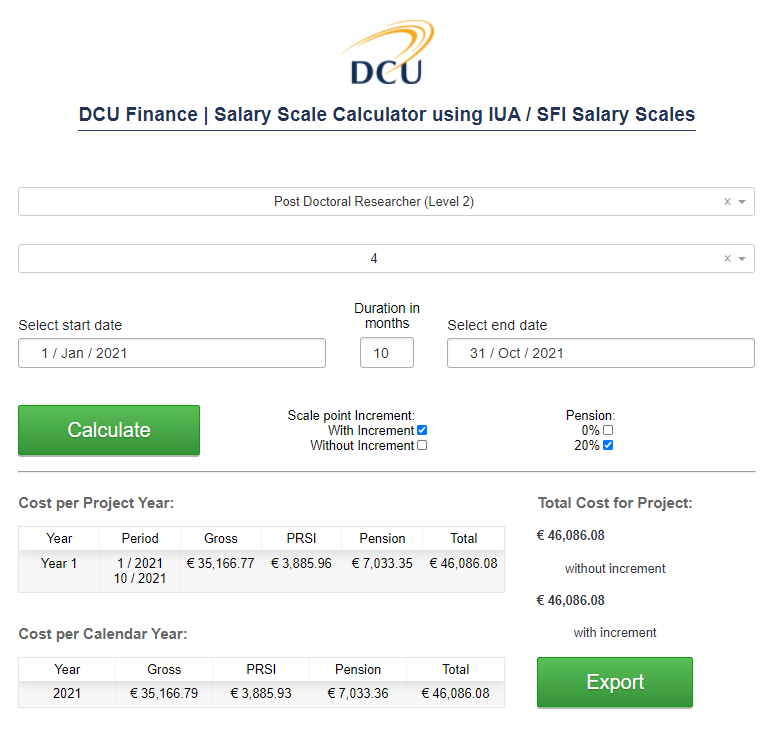 DCU
DCU Finance | Salary Scale Calculator using IUA / SFI Salary Scales
Post Doctoral Researcher (Level 2)
4
Select start date
Duration in
months
Select end date
1 / Jan / 2021
10
31 / Oct / 2021
Calculate
Scale point Increment:
With Increment
Without Increment
Pension:
0%
20%
Cost per Project Year:
Year Period Gross PRSI Pension Total
Year 1 1 / 2021 € 35,166.77 € 3,885.96 € 7,033.35 € 46,086.08
10 / 2021
Total Cost for Project:
€ 46,086.08
without increment
€ 46,086.08
with increment
Cost per Calendar Year:
Year Gross PRSI Pension Total
2021 € 35,166.79 € 3,885.93 € 7,033.36 € 46,086.08
Export